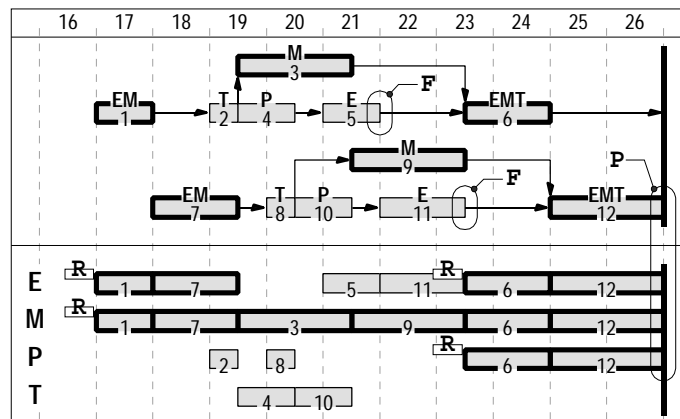 16 17 18 19 20 21 22 23 24 25 26
M
3
F
EM T P E EMT
1 2 4 5 6
M
9
P
F
EM T P E EMT
7 8 10 11 12
R R
E 1 7 5 11 6 12
R
M 1 7 3 9 6 12
R
P 2 8 6 12
T 4 10